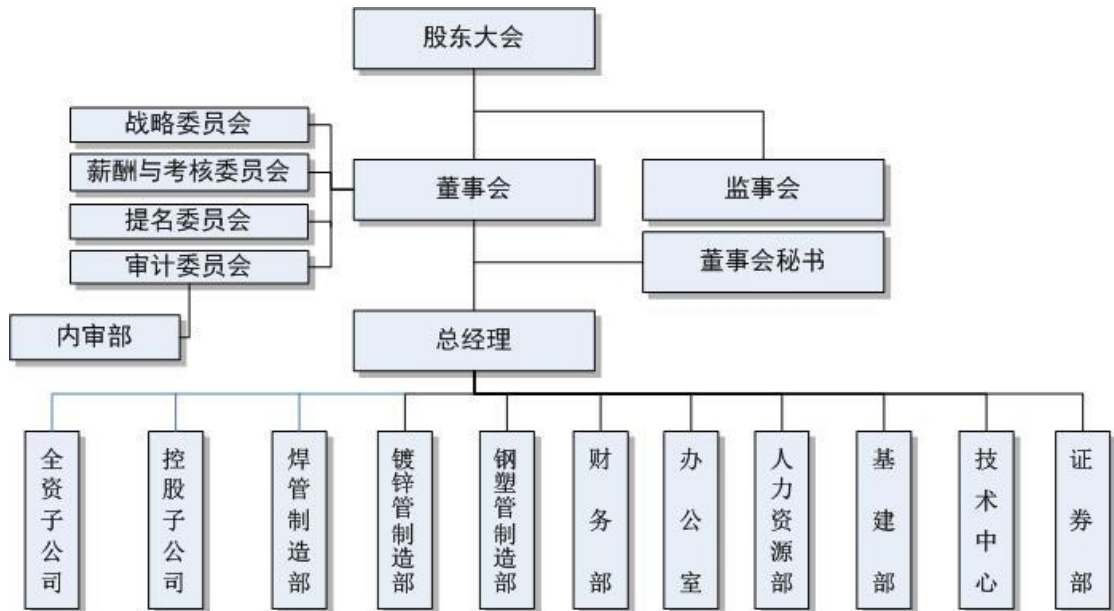 股东大会
战略委员会
薪酬与考核委员会
董事会
监事会
提名委员会
董事会秘书
审计委员会
内审部
总经理
全资子公司
控股子公司
焊管制造部
镀锌管制造部
钢塑管制造部
财务部
办公室
人力资源部
基建部
技术中心
证券部